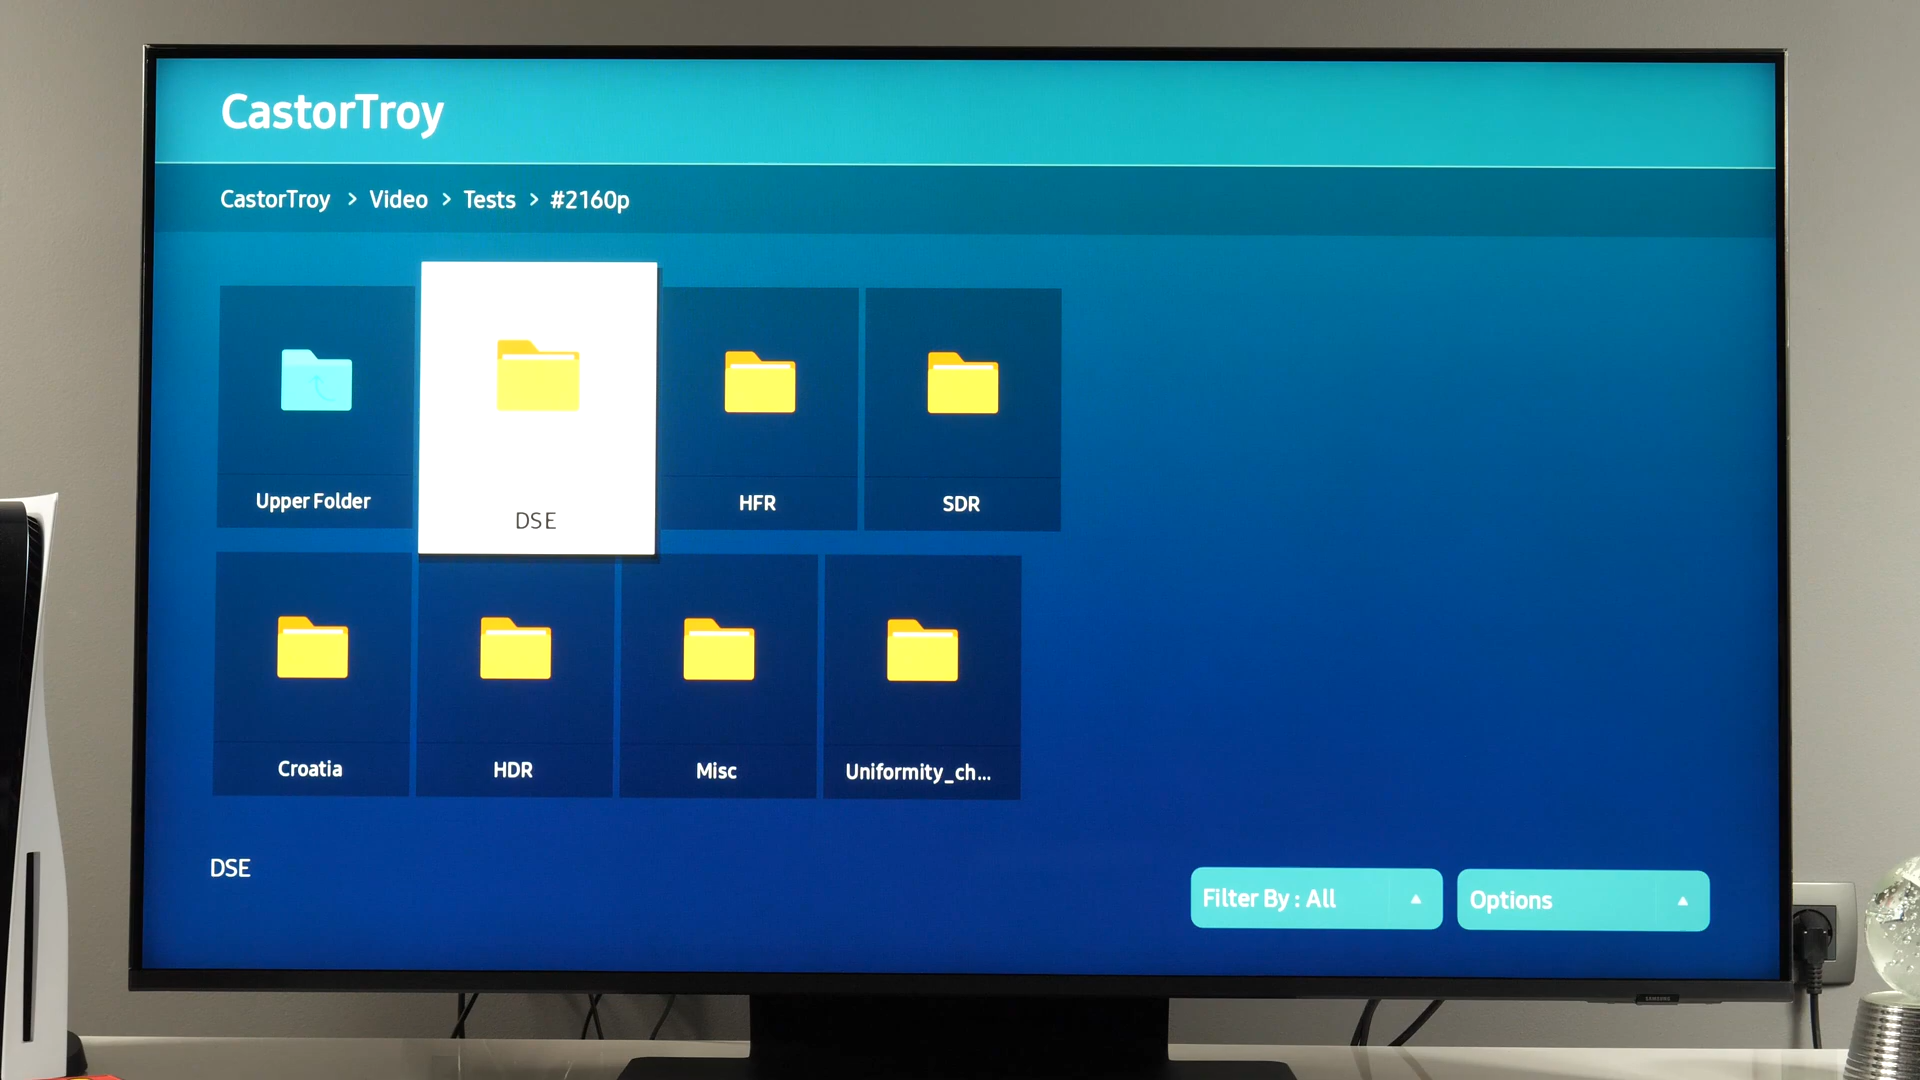 CastorTroy
CastorTroy > Video > Tests > #2160p
Upper Folder
DSE
HFR
SDR
Croatia
HDR
Misc
Uniformity_ch...
DSE
Filter By : All
Options
SAMSUNG